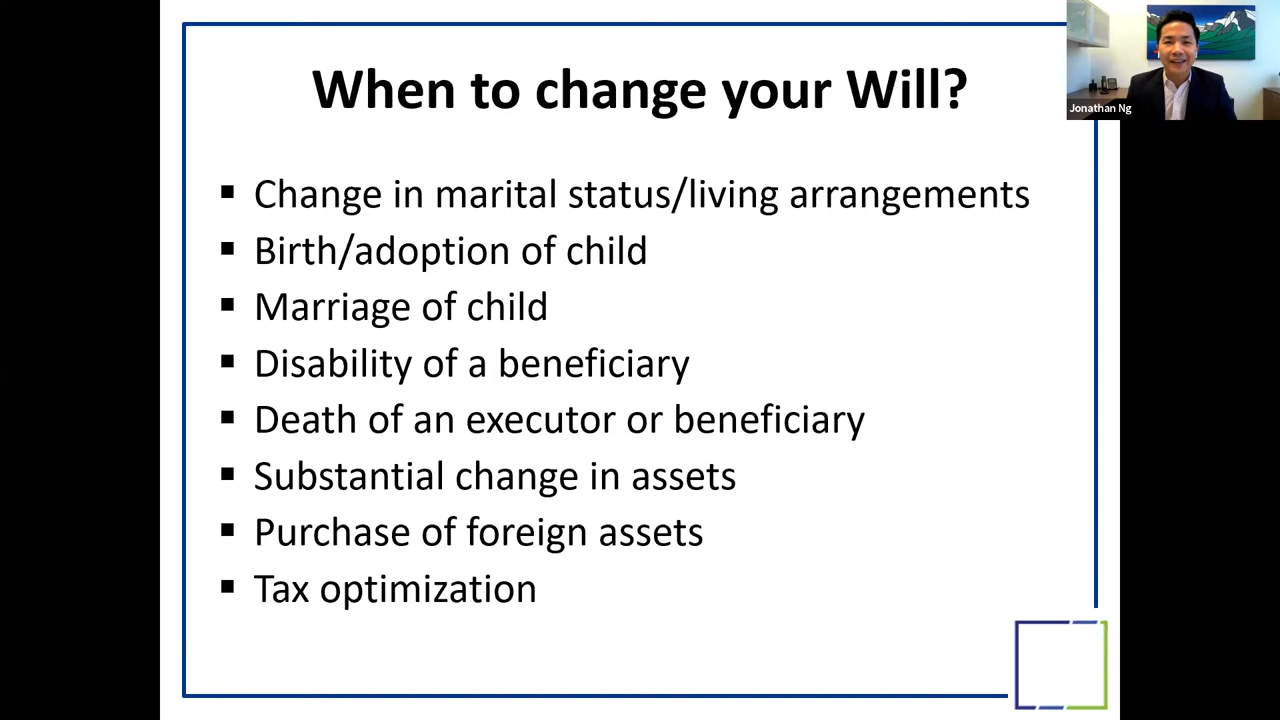 When to change your Will?
Jonathan Ng
▪ Change in marital status/living arrangements
▪ Birth/adoption of child
▪ Marriage of child
▪ Disability of a beneficiary
▪ Death of an executor or beneficiary
▪ Substantial change in assets
▪ Purchase of foreign assets
▪ Tax optimization